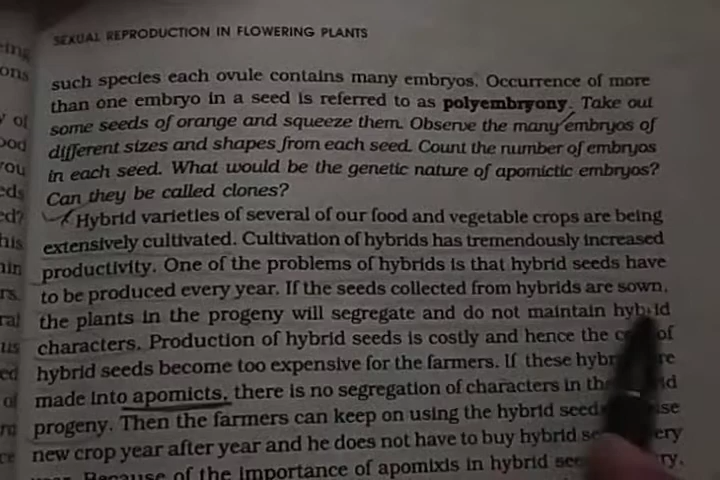 SEXUAL REPRODUCTION IN FLOWERING PLANTS
such species each ovule contains many embryos. Occurrence of more
than one embryo in a seed is referred to as polyembryony. Take out
some seeds of orange and squeeze them. Observe the many embryos of
different sizes and shapes from each seed. Count the number of embryos
in each seed. What would be the genetic nature of apomictic embryos?
Can they be called clones?
Hybrid varieties of several of our food and vegetable crops are being
extensively cultivated. Cultivation of hybrids has tremendously increased
productivity. One of the problems of hybrids is that hybrid seeds have
to be produced every year. If the seeds collected from hybrids are sown,
the plants in the progeny will segregate and do not maintain hybrid
characters. Production of hybrid seeds is costly and hence the of
hybrid seeds become too expensive for the farmers. If these
made into apomicts, there is no segregation of characters in the
progeny. Then the farmers can keep on using the hybrid
new crop year after year and he does not have to buy hybrid
Because of the importance of apomixis in hybrid